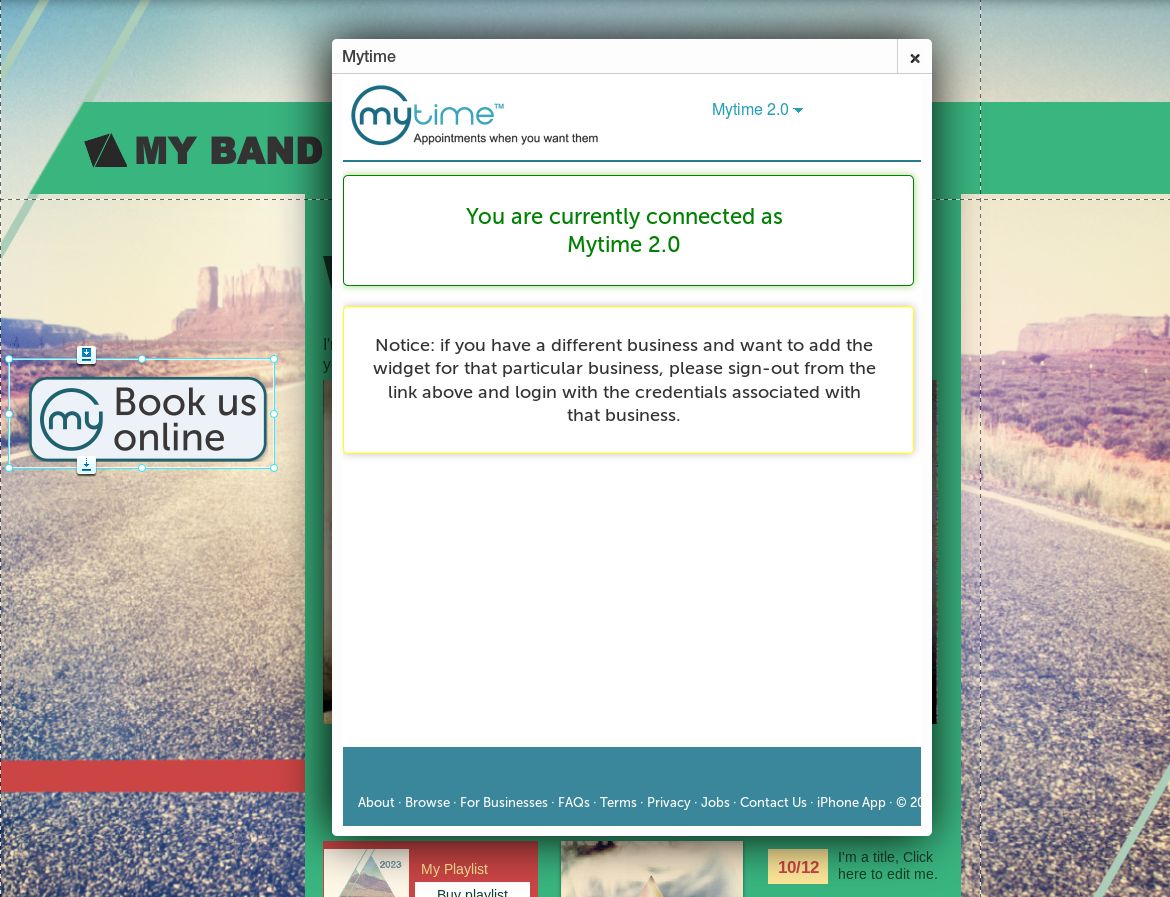 Mytime
×
mytime™
Appointments when you want them
Mytime 2.0
MY BAND
You are currently connected as
Mytime 2.0
Notice: if you have a different business and want to add the
widget for that particular business, please sign-out from the
link above and login with the credentials associated with
that business.
my
Book us
online
About · Browse · For Businesses · FAQs · Terms · Privacy · Jobs · Contact Us · iPhone App · ©
2023
My Playlist
Buy playlist
10/12
I'm a title, Click
here to edit me.